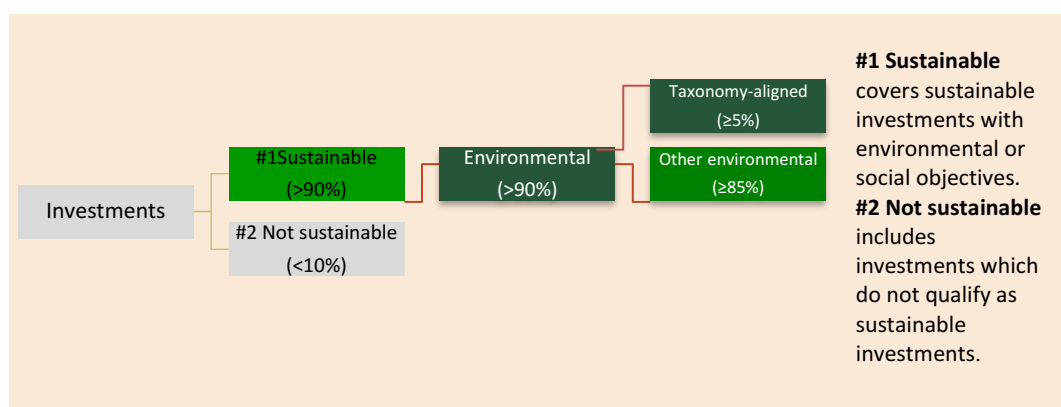 Investments
#1Sustainable
(>90%)
#2 Not sustainable
(<10%)
Environmental
(>90%)
Taxonomy-aligned
(≥5%)
Other environmental
(≥85%)
#1 Sustainable
covers sustainable
investments with
environmental or
social objectives.
#2 Not sustainable
includes
investments which
do not qualify as
sustainable
investments.